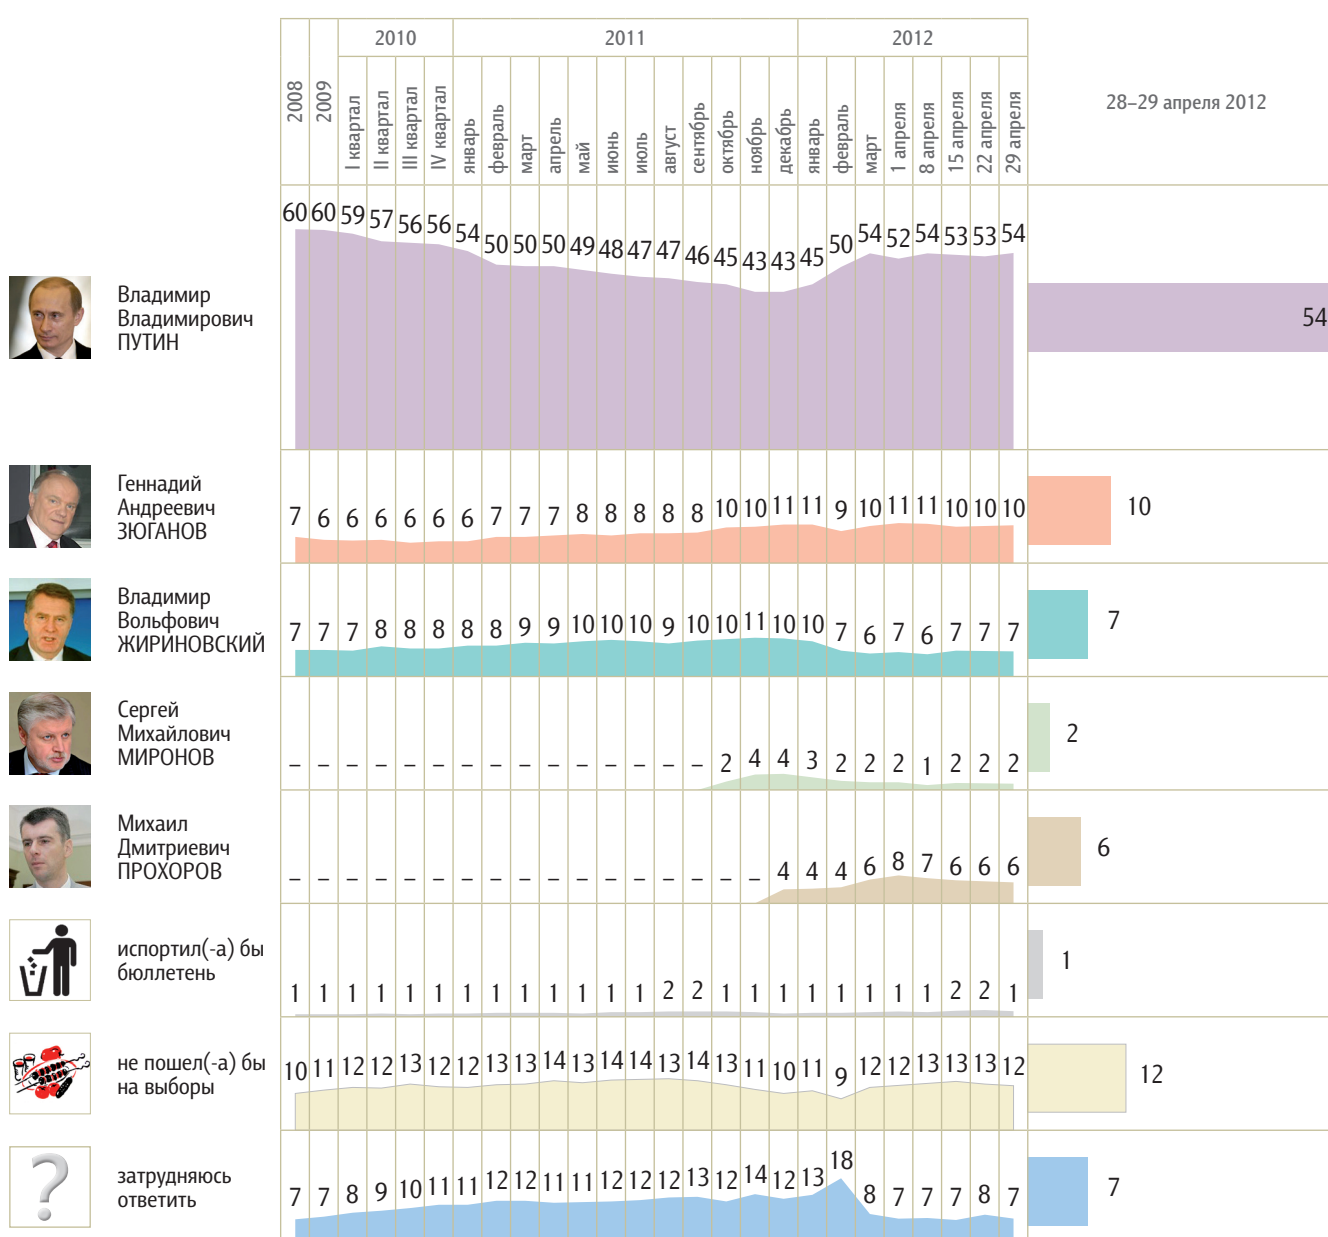 2010 2011 2012
2008 2009 I квартал II квартал III квартал IV квартал январь февраль март апрель май июнь июль август сентябрь октябрь ноябрь декабрь январь февраль март 1 апреля 8 апреля 15 апреля 22 апреля 29 апреля
28–29 апреля 2012
60 60 59 57 56 56 54 50 50 50 49 48 47 47 46 45 43 43 45 50 54 52 54 53 53 54
Владимир
Владимирович
ПУТИН
54
Геннадий
Андреевич
ЗЮГАНОВ
7 6 6 6 6 6 6 7 7 7 8 8 8 8 8 10 10 11 11 9 10 11 11 10 10 10
10
Владимир
Вольфович
ЖИРИНОВСКИЙ
7 7 7 8 8 8 8 8 9 9 10 10 10 9 10 10 11 10 10 7 6 7 6 7 7 7
7
Сергей
Михайлович
МИРОНОВ
– – – – – – – – – – – – – – – 2 4 4 3 2 2 2 1 2 2 2
2
Михаил
Дмитриевич
ПРОХОРОВ
– – – – – – – – – – – – – – – – – 4 4 4 6 8 7 6 6 6
6
испортил(-а) бы
бюллетень
1 1 1 1 1 1 1 1 1 1 1 1 1 2 2 1 1 1 1 1 1 1 1 2 2 1
1
не пошел(-а) бы
на выборы
10 11 12 12 13 12 12 13 13 14 13 14 14 13 14 13 11 10 11 9 12 12 13 13 13 12
12
?
затрудняюсь
ответить
7 7 8 9 10 11 11 12 12 11 11 12 12 12 13 12 14 12 13 18 8 7 7 7 8 7
7